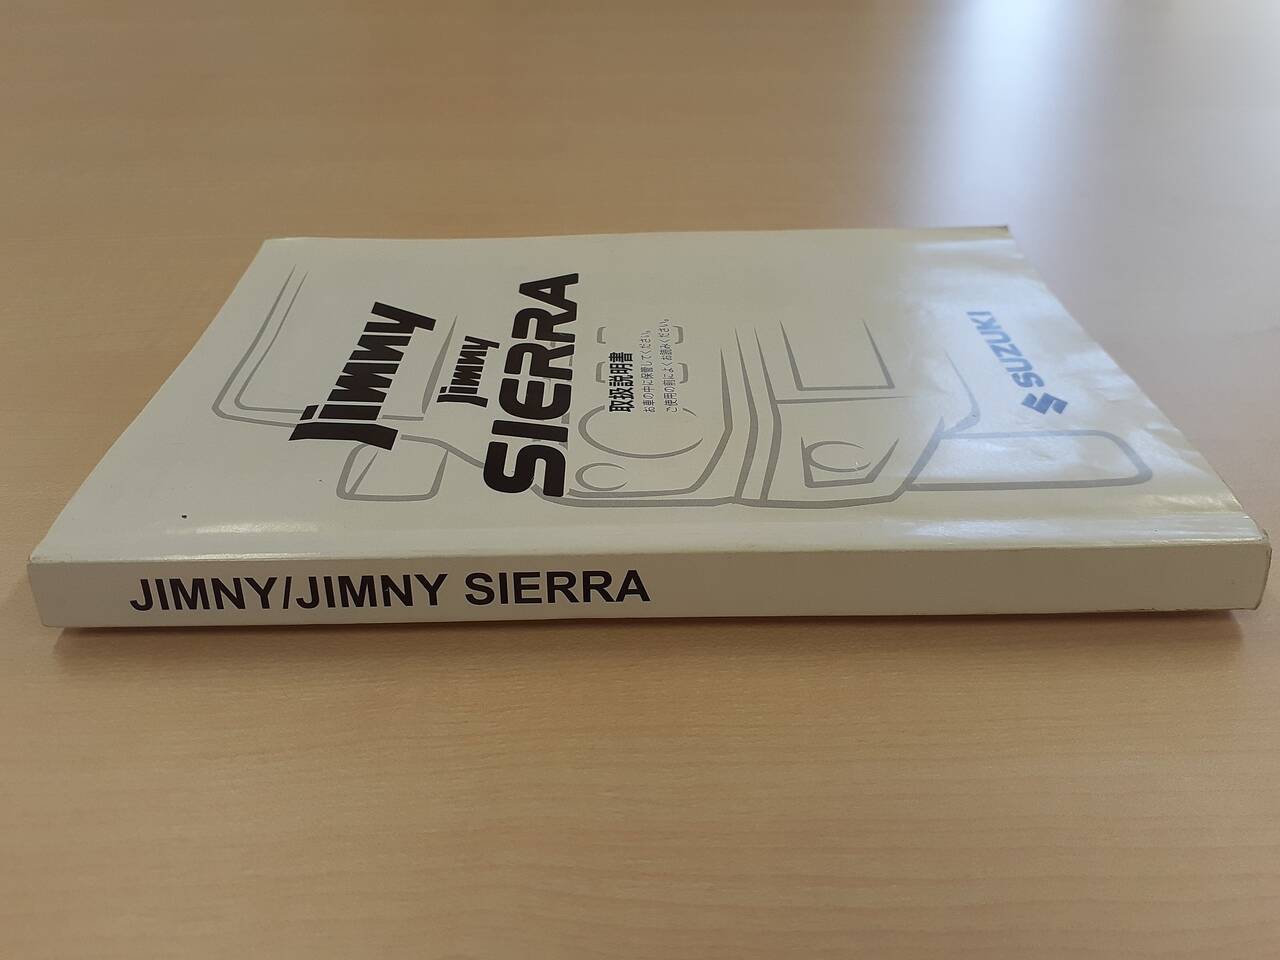 Jimny
Jimny
SIERRA
取扱説明書
お車の中に保管してください。
ご使用の前によくお読みください。
SUZUKI
JIMNY/JIMNY SIERRA